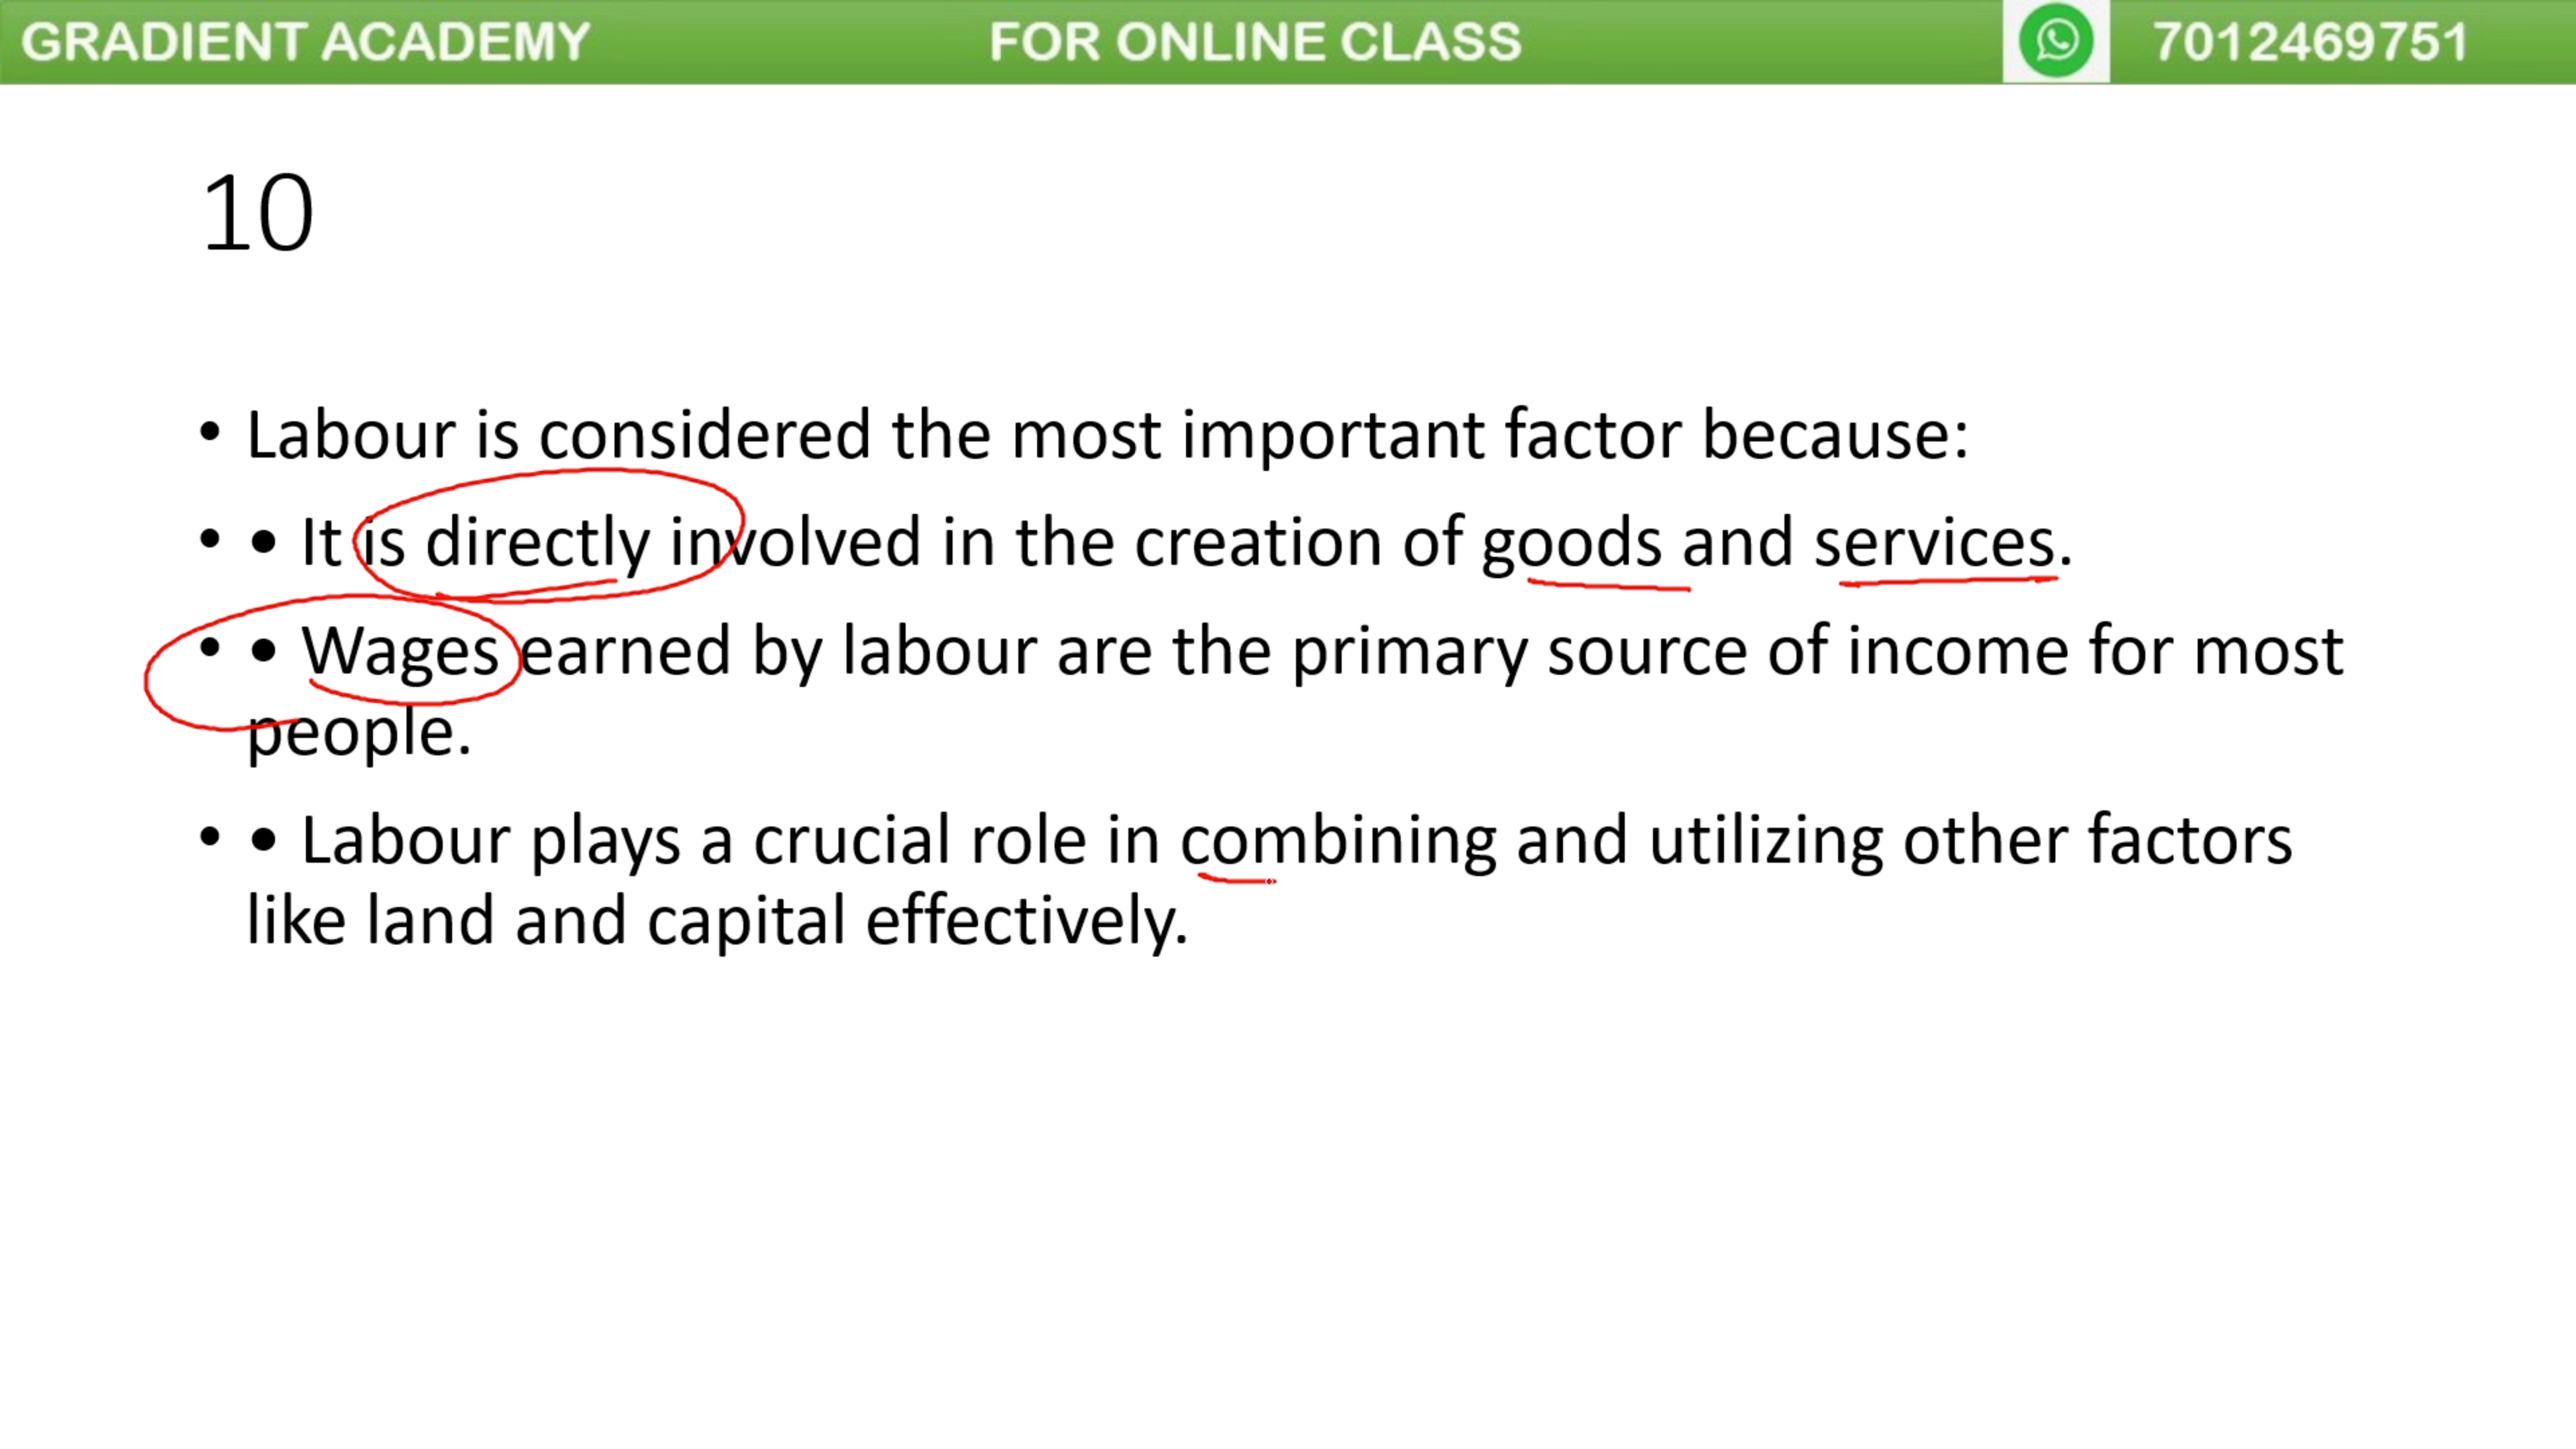 GRADIENT ACADEMY FOR ONLINE CLASS 7012469751
10
• Labour is considered the most important factor because:
• • It is directly involved in the creation of goods and services.
• • Wages earned by labour are the primary source of income for most
people.
• • Labour plays a crucial role in combining and utilizing other factors
like land and capital effectively.